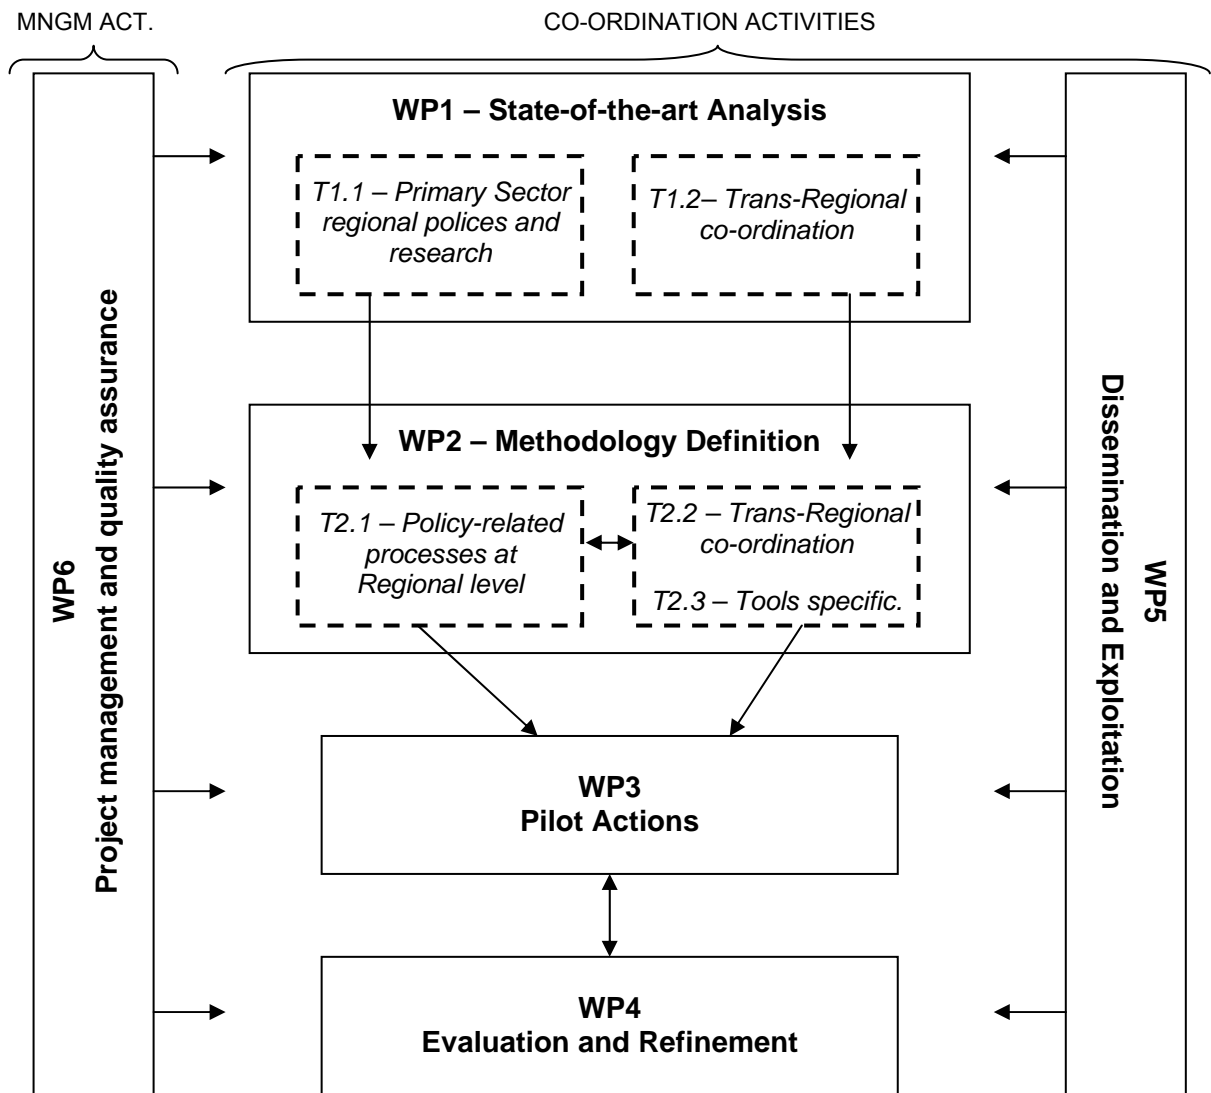 MNGM ACT.
CO-ORDINATION ACTIVITIES
WP6
Project management and quality assurance
WP1 – State-of-the-art Analysis
T1.1 – Primary Sector
regional polices and
research
T1.2– Trans-Regional
co-ordination
WP2 – Methodology Definition
T2.1 – Policy-related
processes at
Regional level
T2.2 – Trans-Regional
co-ordination
T2.3 – Tools specific.
WP3
Pilot Actions
WP4
Evaluation and Refinement
WP5
Dissemination and Exploitation